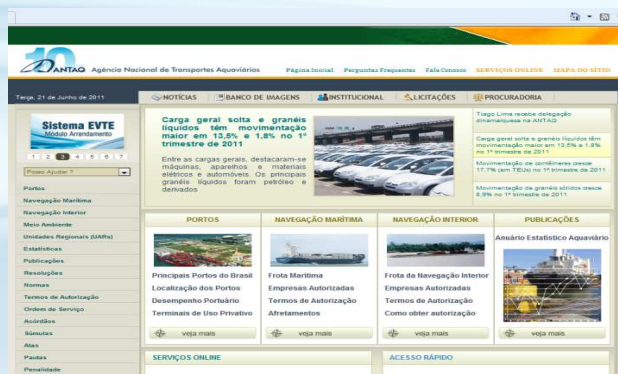 10
ANTAQ Agência Nacional de Transportes Aquaviários
Página Inicial Perguntas Frequentes Fale Conosco SERVIÇOS ONLINE MAPA DO SÍTIO
Terça, 21 de Junho de 2011
NOTÍCIAS BANCO DE IMAGENS INSTITUCIONAL LICITAÇÕES PROCURADORIA
Sistema EVTE
Módulo Arrendamento
1 2 3 4 5 6 7
Posso Ajudar ?
Portos
Navegação Marítima
Navegação Interior
Meio Ambiente
Unidades Regionais (UARs)
Estatísticas
Publicações
Resoluções
Normas
Termos de Autorização
Ordem de Serviço
Acórdãos
Súmulas
Atas
Pautas
Penalidade
Carga geral solta e granéis
líquidos têm movimentação
maior em 13,5% e 1,8% no 1º
trimestre de 2011
Entre as cargas gerais, destacaram-se
máquinas, aparelhos e materiais
elétricos e automóveis. Os principais
granéis líquidos foram petróleo e
derivados
Tiago Lima recebe delegação
dinamarquesa na ANTAQ
Carga geral solta e granéis líquidos têm
movimentação maior em 13,5% e 1,8%
no 1º trimestre de 2011
Movimentação de contêineres cresce
17,7% (em TEUs) no 1º trimestre de 2011
Movimentação de granéis sólidos cresce
8,9% no 1º trimestre de 2011
PORTOS
Principais Portos do Brasil
Localização dos Portos
Desempenho Portuário
Terminais de Uso Privativo
veja mais
NAVEGAÇÃO MARÍTIMA
Frota Marítima
Empresas Autorizadas
Termos de Autorização
Afretamentos
veja mais
NAVEGAÇÃO INTERIOR
Frota da Navegação Interior
Empresas Autorizadas
Termos de Autorização
Como obter autorização
veja mais
PUBLICAÇÕES
Anuário Estatístico Aquaviário
veja mais
SERVIÇOS ONLINE
ACESSO RÁPIDO